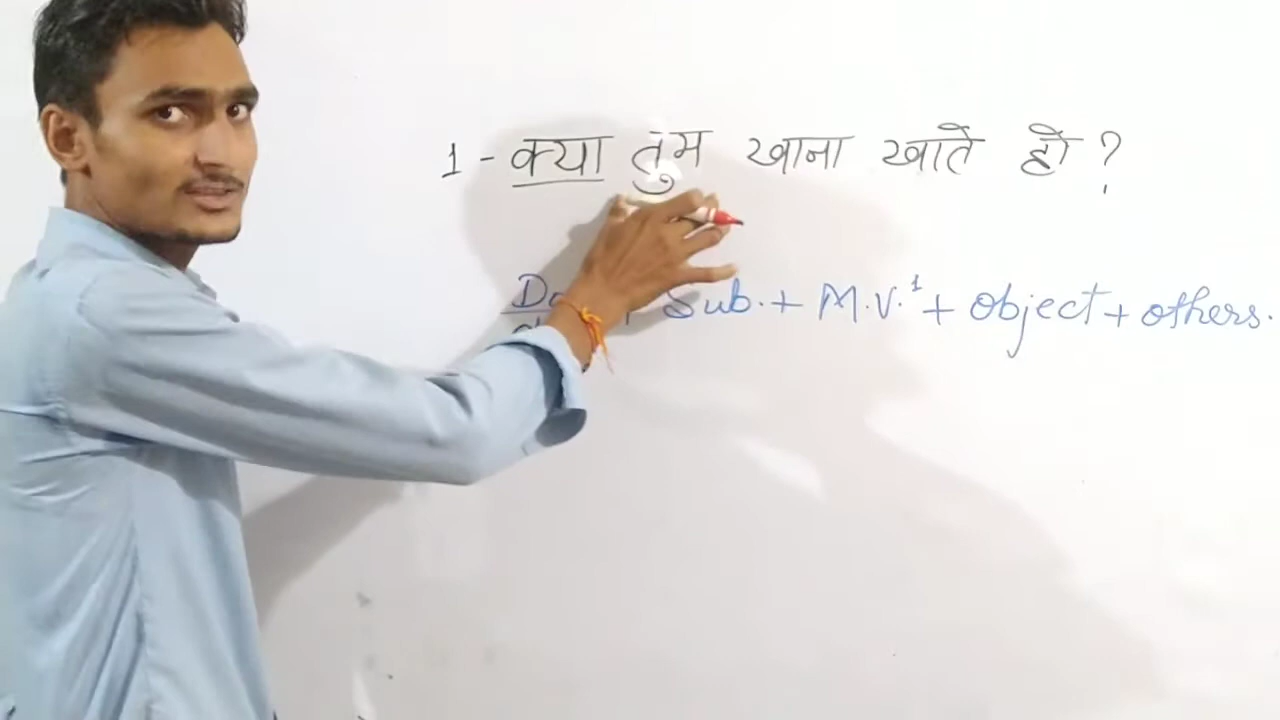 1 - क्या तुम खाना खाते हो ?
Sub. + M.V.¹ + Object + others.